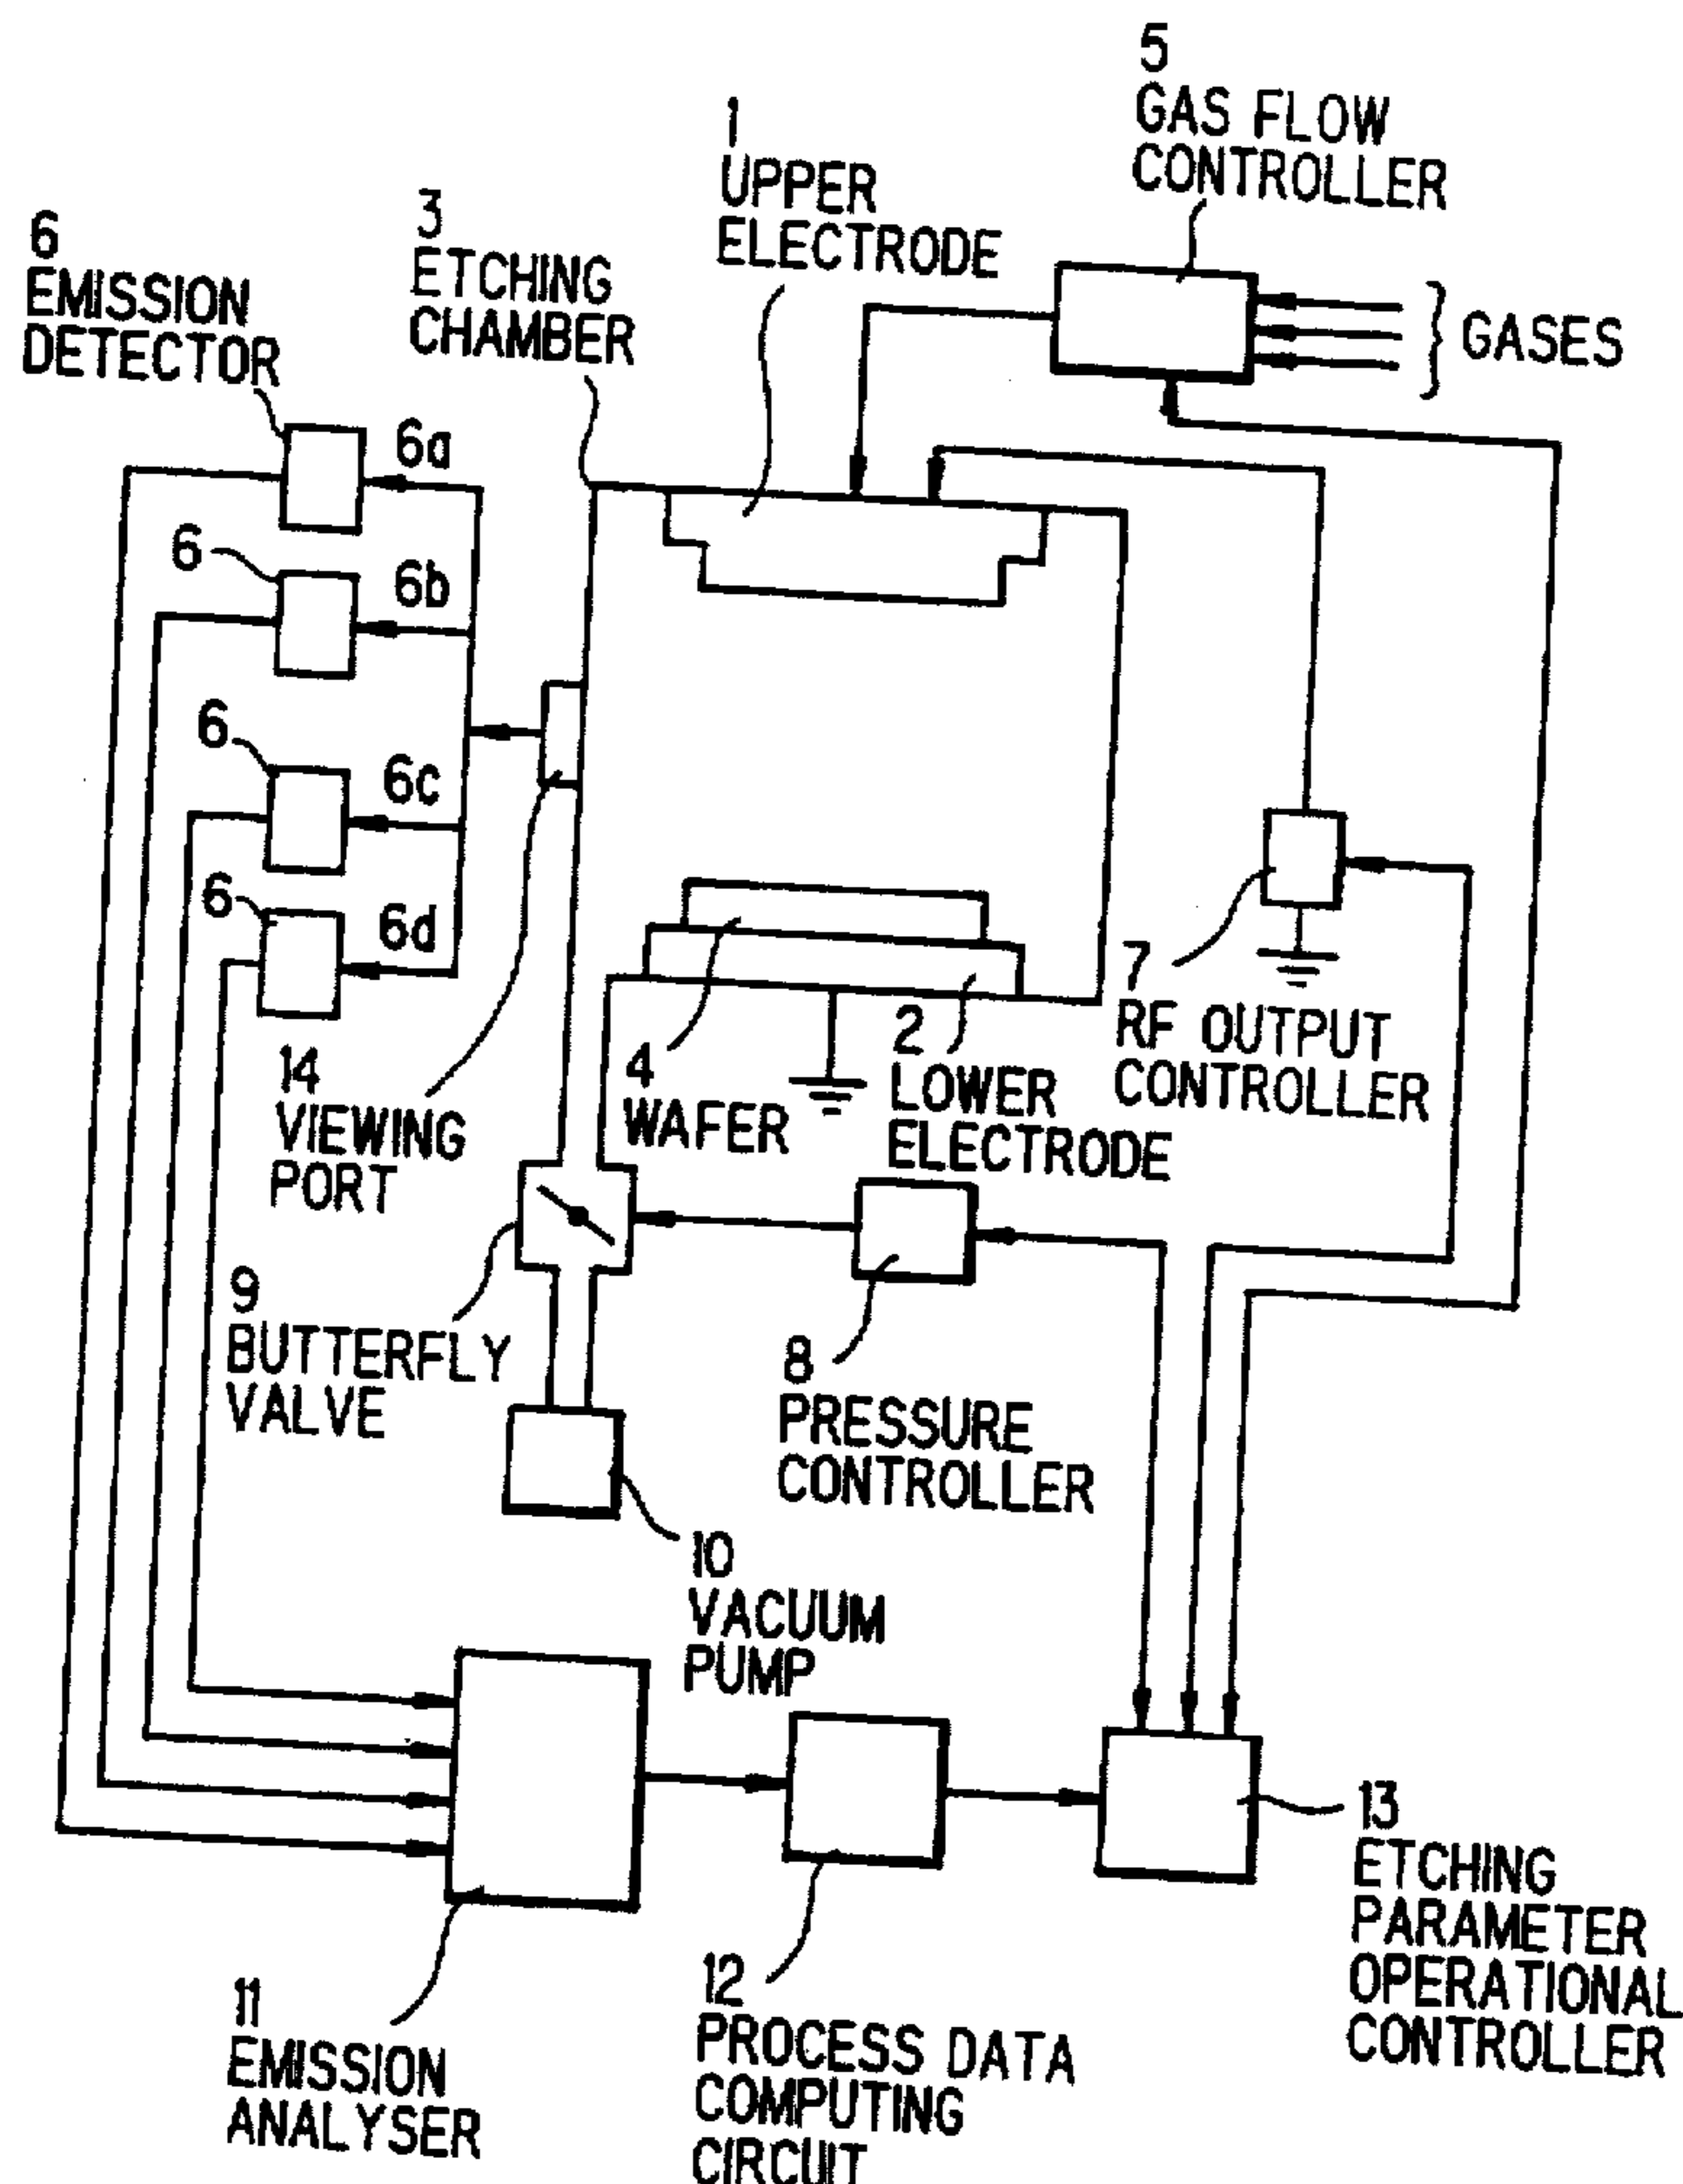 5
GAS FLOW
CONTROLLER
1
UPPER
ELECTRODE
3
ETCHING
CHAMBER
6
EMISSION
DETECTOR
GASES
6a
6
6b
6
6c
6
6d
7
RF OUTPUT
CONTROLLER
2
LOWER
ELECTRODE
4
WAFER
14
VIEWING
PORT
9
BUTTERFLY
VALVE
8
PRESSURE
CONTROLLER
10
VACUUM
PUMP
13
ETCHING
PARAMETER
OPERATIONAL
CONTROLLER
12
PROCESS DATA
COMPUTING
CIRCUIT
11
EMISSION
ANALYSER